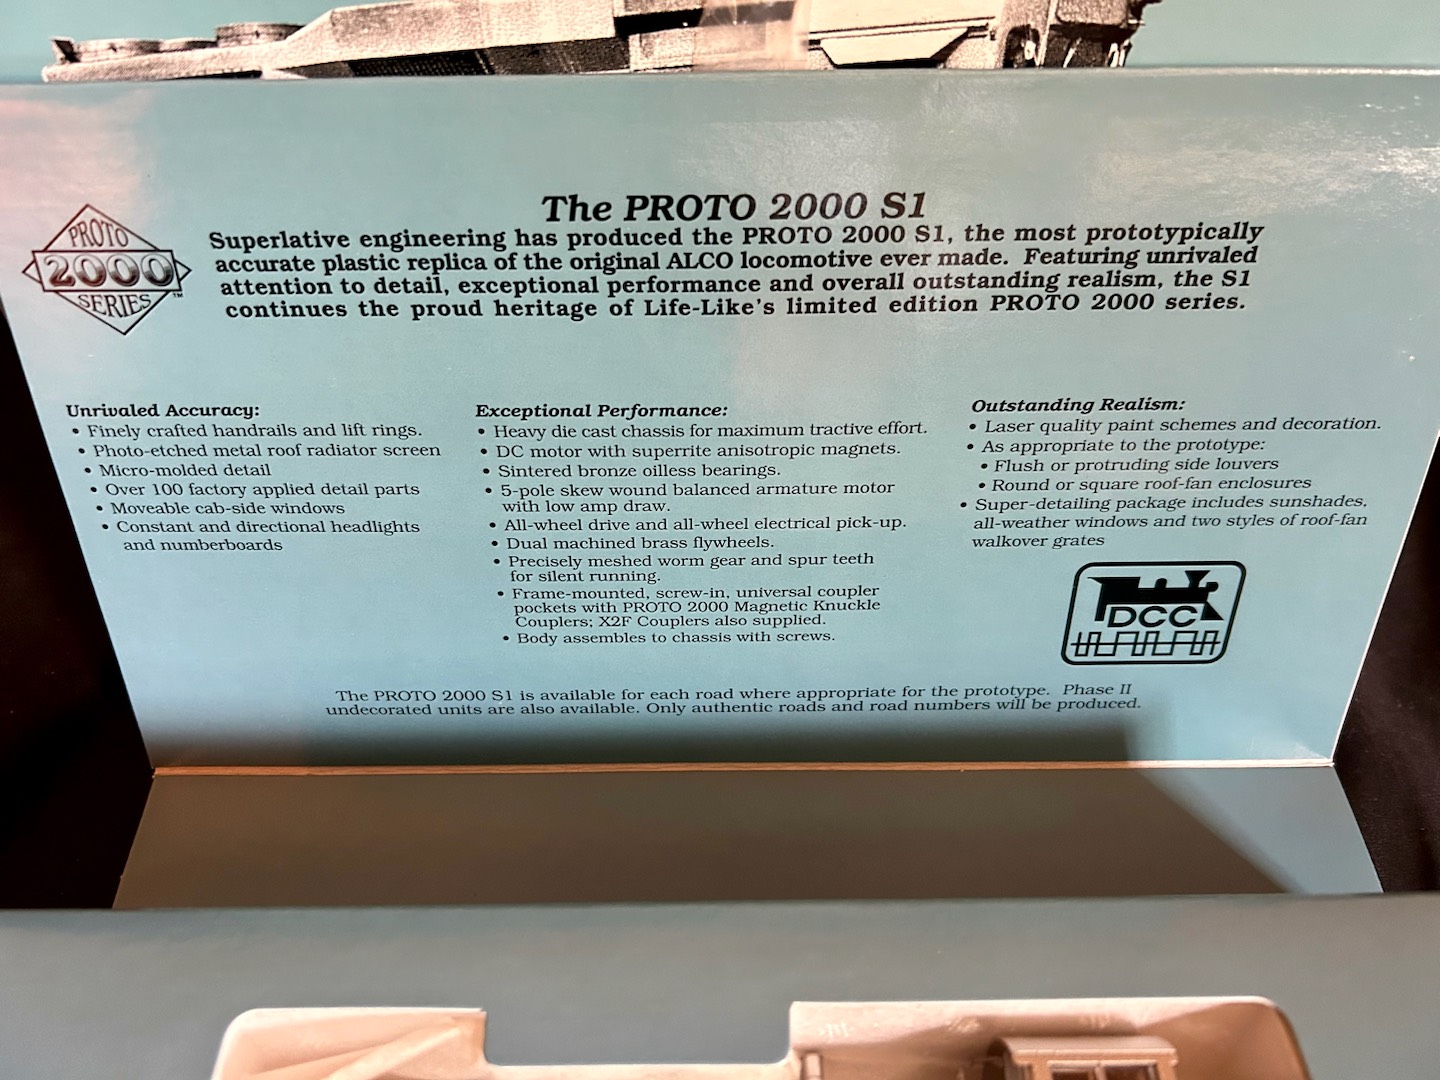 The PROTO 2000 S1
PROTO
2000
SERIES™
Superlative engineering has produced the PROTO 2000 S1, the most prototypically
accurate plastic replica of the original ALCO locomotive ever made. Featuring unrivaled
attention to detail, exceptional performance and overall outstanding realism, the S1
continues the proud heritage of Life-Like's limited edition PROTO 2000 series.
Unrivaled Accuracy:
• Finely crafted handrails and lift rings.
• Photo-etched metal roof radiator screen
• Micro-molded detail
• Over 100 factory applied detail parts
• Moveable cab-side windows
• Constant and directional headlights
and numberboards
Exceptional Performance:
• Heavy die cast chassis for maximum tractive effort.
• DC motor with superrite anisotropic magnets.
• Sintered bronze oilless bearings.
• 5-pole skew wound balanced armature motor
with low amp draw.
• All-wheel drive and all-wheel electrical pick-up.
• Dual machined brass flywheels.
• Precisely meshed worm gear and spur teeth
for silent running.
• Frame-mounted, screw-in, universal coupler
pockets with PROTO 2000 Magnetic Knuckle
Couplers; X2F Couplers also supplied.
• Body assembles to chassis with screws.
Outstanding Realism:
• Laser quality paint schemes and decoration.
• As appropriate to the prototype:
• Flush or protruding side louvers
• Round or square roof-fan enclosures
• Super-detailing package includes sunshades,
all-weather windows and two styles of roof-fan
walkover grates
DCC
The PROTO 2000 S1 is available for each road where appropriate for the prototype. Phase II
undecorated units are also available. Only authentic roads and road numbers will be produced.